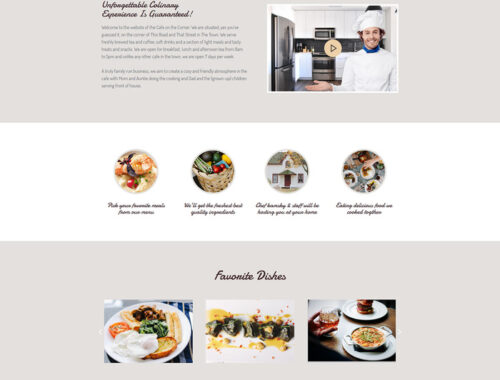 Unforgettable Culinary
Experience Is Guaranteed!
Welcome to the website of the Cafe on the Corner. We are situated, yes you've
guessed it, on the corner of This Road and That Street in The Town. We serve
freshly brewed tea and coffee, soft drinks and a section of light meals and tasty
treats and snacks. We are open for breakfast, lunch and afternoon tea from 8am
to 5pm and unlike any other cafe in the town, we are open 7 days per week.
A truly family run business, we aim to create a cosy and friendly atmosphere in the
cafe with Mum and Auntie doing the cooking and Dad and the (grown-up) children
serving front of house.
Pick your favorite meals
from our menu
We'll get the freshest best
quality ingredients
Chef & staff will be
hosting you at your home
Eating delicious food we
cooked togther
Favorite Dishes